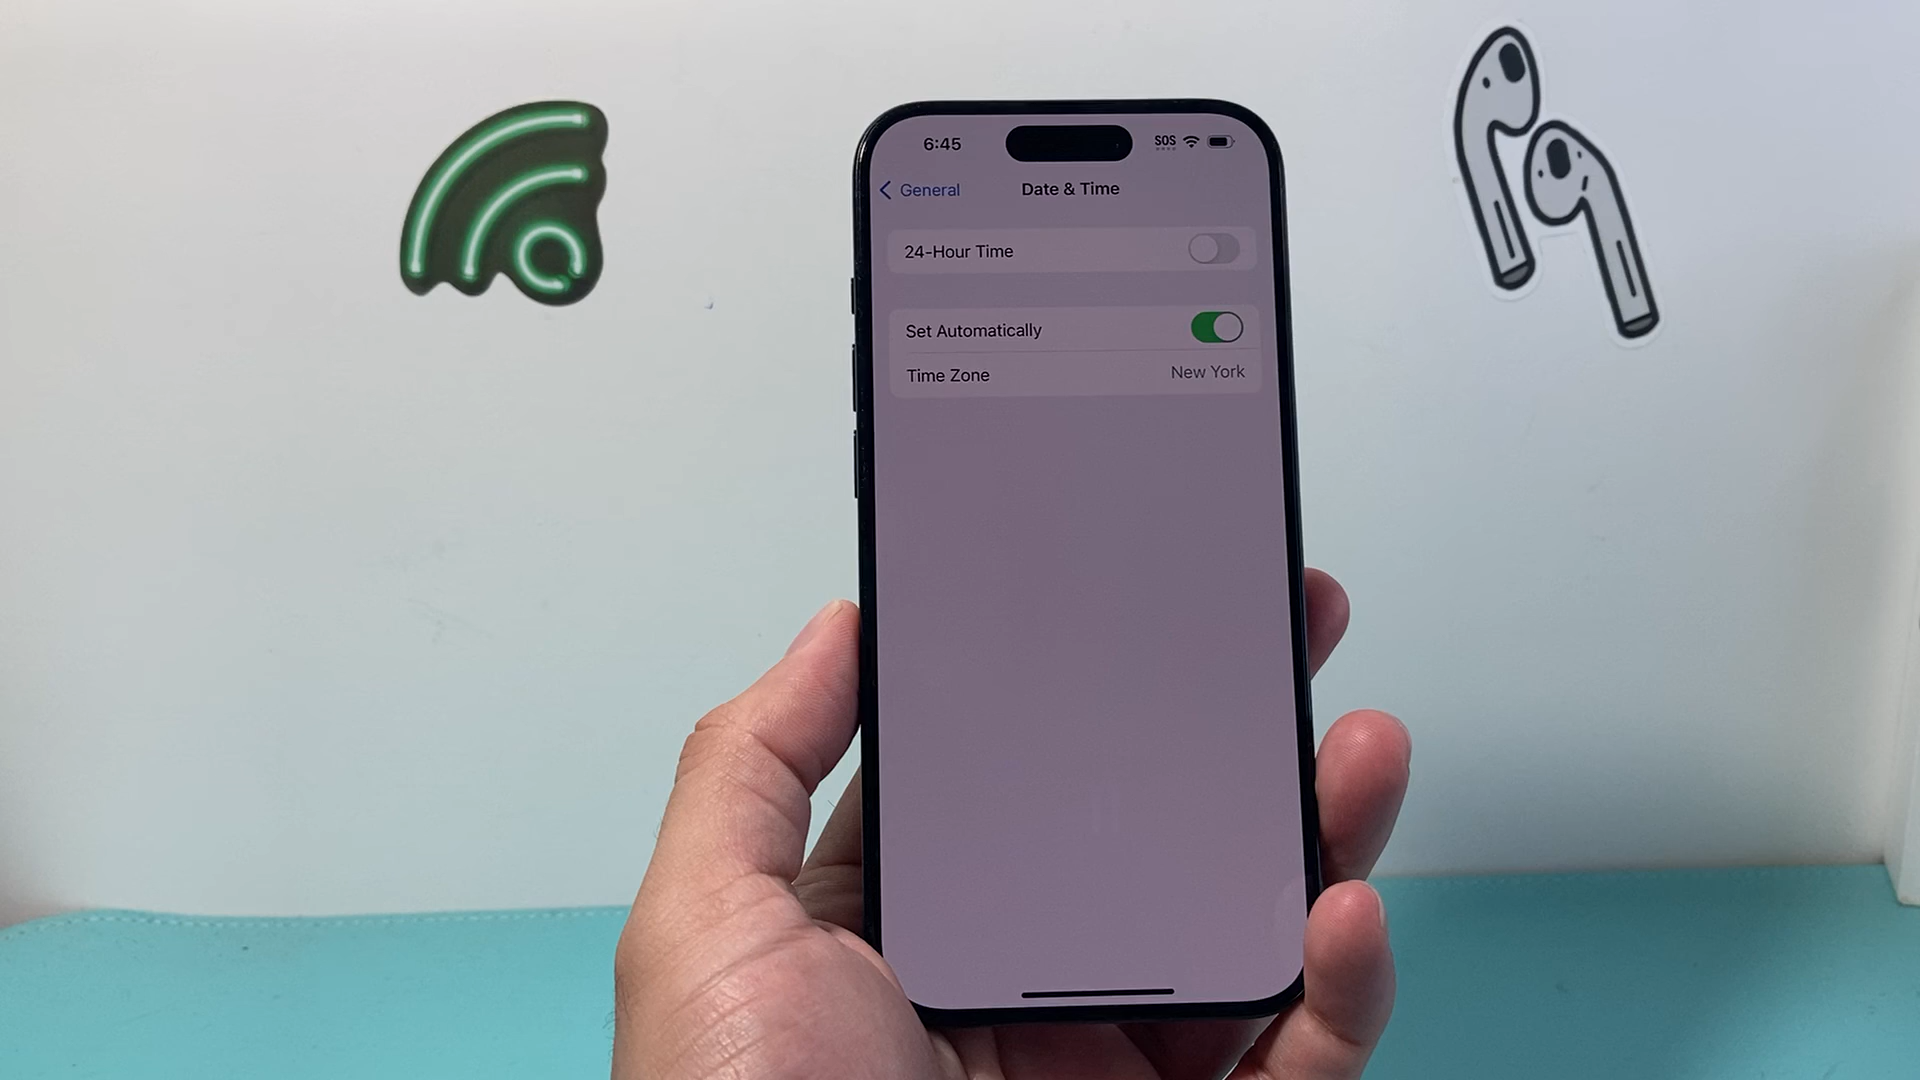 6:45 SOS
General Date & Time
24-Hour Time
Set Automatically
Time Zone New York